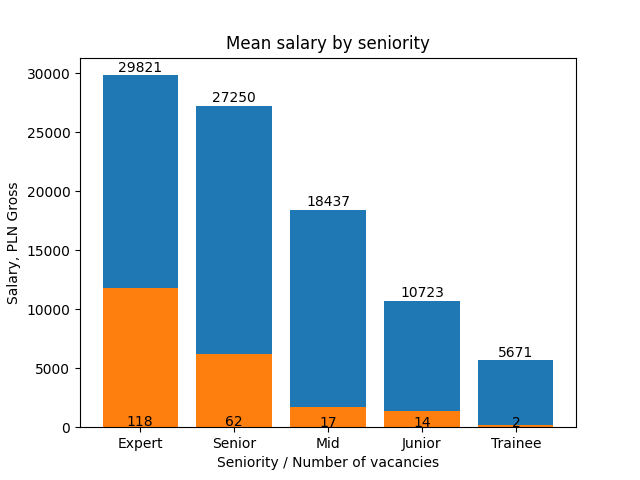 Mean salary by seniority
30000
25000
20000
15000
10000
5000
0
Salary, PLN Gross
29821
27250
18437
10723
5671
118
62
17
14
2
Expert
Senior
Mid
Junior
Trainee
Seniority / Number of vacancies